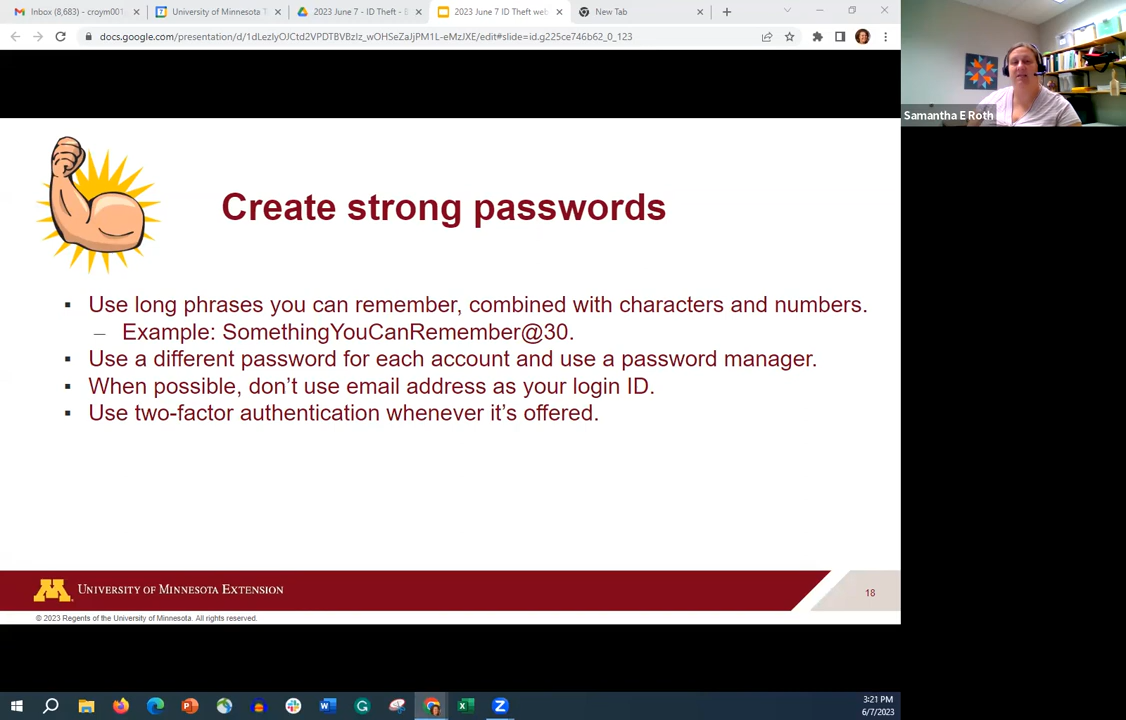 Inbox (8,683) - croym001
University of Minnesota T
2023 June 7 - ID Theft - E
2023 June 7 ID Theft web
New Tab
docs.google.com/presentation/d/1dLezIyOJCtd2VPDTBVBzIz_wOHSeZaJjPM1L-eMzJXE/edit#slide=id.g225ce746b62_0_123
Samantha E Roth
Create strong passwords
▪ Use long phrases you can remember, combined with characters and numbers.
– Example: SomethingYouCanRemember@30.
▪ Use a different password for each account and use a password manager.
▪ When possible, don't use email address as your login ID.
▪ Use two-factor authentication whenever it's offered.
UNIVERSITY OF MINNESOTA EXTENSION
18
© 2023 Regents of the University of Minnesota. All rights reserved.
3:21 PM
6/7/2023